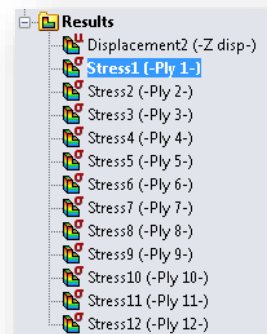 Results
Displacement2 (-Z disp-)
Stress1 (-Ply 1-)
Stress2 (-Ply 2-)
Stress3 (-Ply 3-)
Stress4 (-Ply 4-)
Stress5 (-Ply 5-)
Stress6 (-Ply 6-)
Stress7 (-Ply 7-)
Stress8 (-Ply 8-)
Stress9 (-Ply 9-)
Stress10 (-Ply 10-)
Stress11 (-Ply 11-)
Stress12 (-Ply 12-)